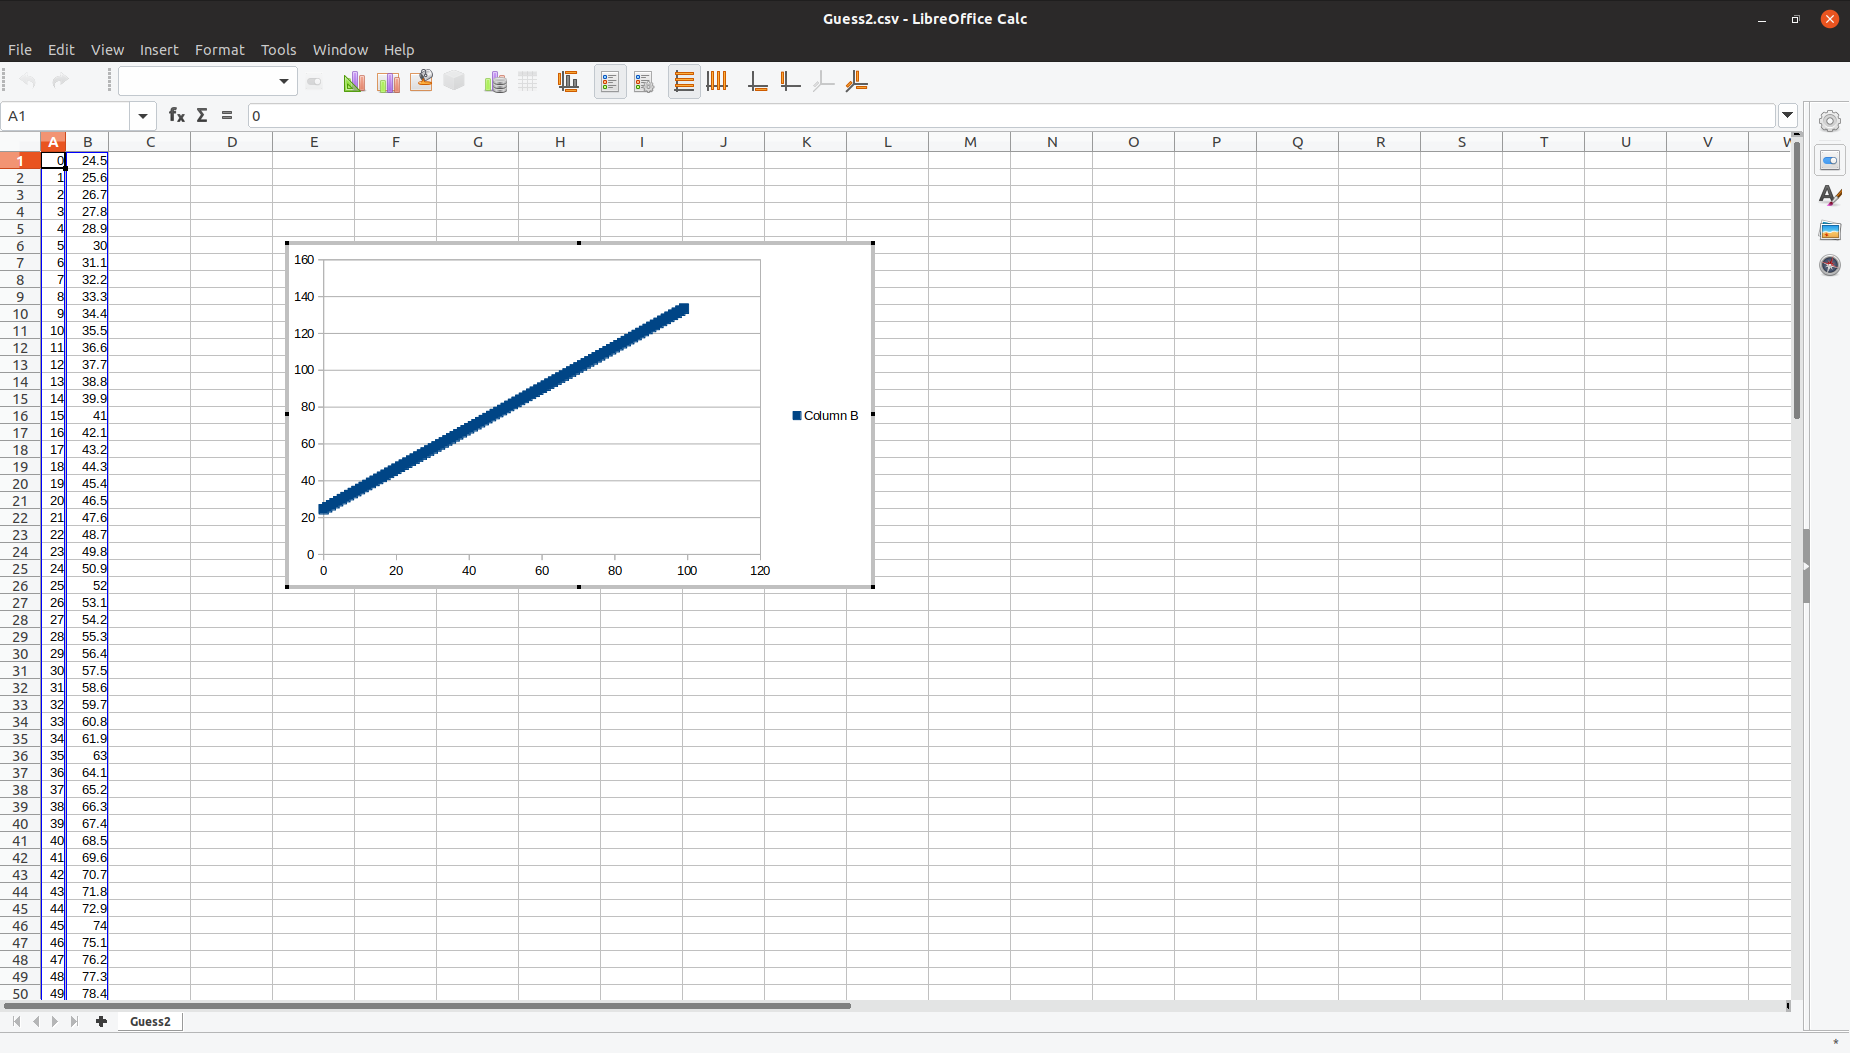 Guess2.csv - LibreOffice Calc
File Edit View Insert Format Tools Window Help
A1 fx Σ = 0
A B C D E F G H I J K L M N O P Q R S T U V W
1 0 24.5
2 1 25.6
3 2 26.7
4 3 27.8
5 4 28.9
6 5 30
7 6 31.1
8 7 32.2
9 8 33.3
10 9 34.4
11 10 35.5
12 11 36.6
13 12 37.7
14 13 38.8
15 14 39.9
16 15 41
17 16 42.1
18 17 43.2
19 18 44.3
20 19 45.4
21 20 46.5
22 21 47.6
23 22 48.7
24 23 49.8
25 24 50.9
26 25 52
27 26 53.1
28 27 54.2
29 28 55.3
30 29 56.4
31 30 57.5
32 31 58.6
33 32 59.7
34 33 60.8
35 34 61.9
36 35 63
37 36 64.1
38 37 65.2
39 38 66.3
40 39 67.4
41 40 68.5
42 41 69.6
43 42 70.7
44 43 71.8
45 44 72.9
46 45 74
47 46 75.1
48 47 76.2
49 48 77.3
50 49 78.4
160
140
120
100
80
60
40
20
0
0 20 40 60 80 100 120
Column B
Guess2
*